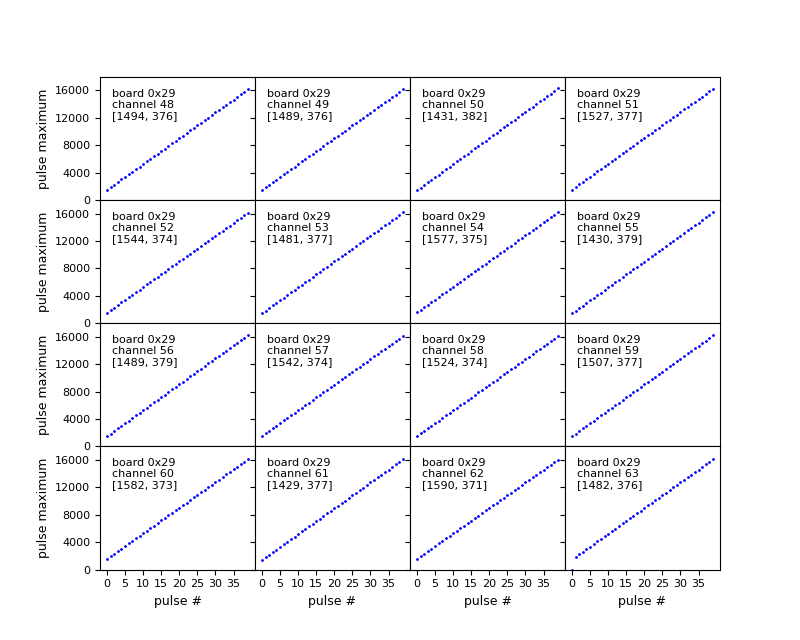 pulse maximum
16000
12000
8000
4000
0
board 0x29
channel 48
[1494, 376]
board 0x29
channel 49
[1489, 376]
board 0x29
channel 50
[1431, 382]
board 0x29
channel 51
[1527, 377]
pulse maximum
16000
12000
8000
4000
0
board 0x29
channel 52
[1544, 374]
board 0x29
channel 53
[1481, 377]
board 0x29
channel 54
[1577, 375]
board 0x29
channel 55
[1430, 379]
pulse maximum
16000
12000
8000
4000
0
board 0x29
channel 56
[1489, 379]
board 0x29
channel 57
[1542, 374]
board 0x29
channel 58
[1524, 374]
board 0x29
channel 59
[1507, 377]
pulse maximum
16000
12000
8000
4000
0
board 0x29
channel 60
[1582, 373]
board 0x29
channel 61
[1429, 377]
board 0x29
channel 62
[1590, 371]
board 0x29
channel 63
[1482, 376]
0 5 10 15 20 25 30 35
0 5 10 15 20 25 30 35
0 5 10 15 20 25 30 35
0 5 10 15 20 25 30 35
pulse #
pulse #
pulse #
pulse #